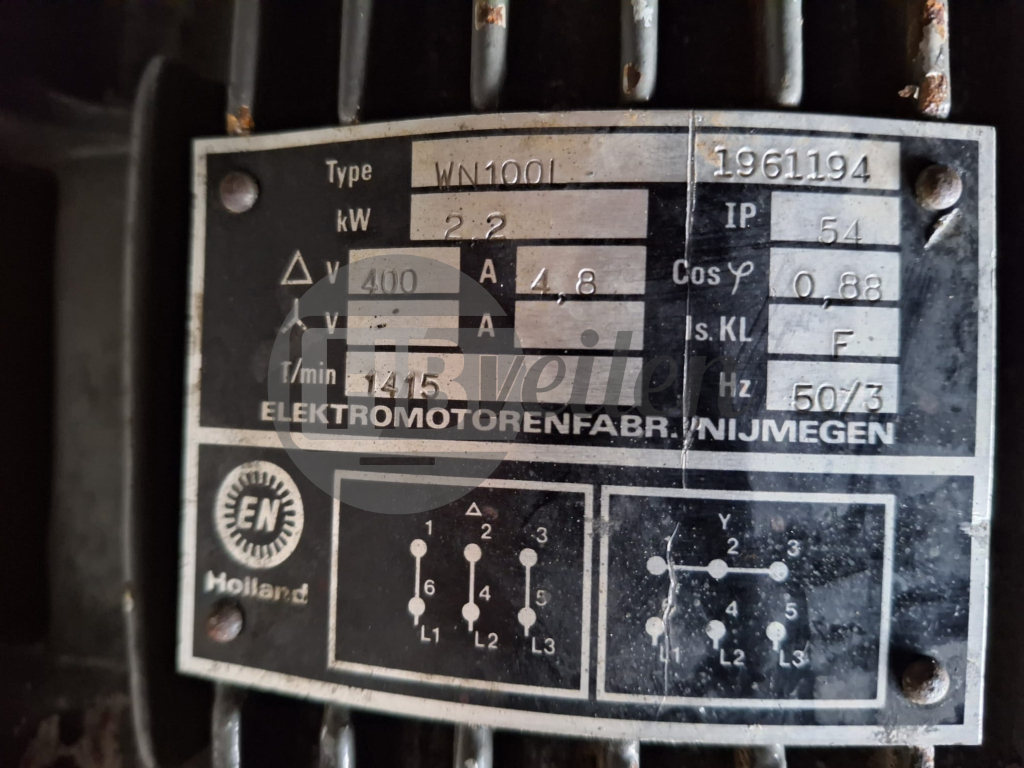 Type WN100L 1961194
kW 2,2 IP 54
Δ V 400 A 4,8 Cos φ 0,88
V A Is.KL F
T/min 1415 Hz 50/3
ELEKTROMOTORENFABR. NIJMEGEN
EN
Holland
Δ
1 2 3
6 4 5
L1 L2 L3
Y
1 2 3
4 5
L1 L2 L3
veilen